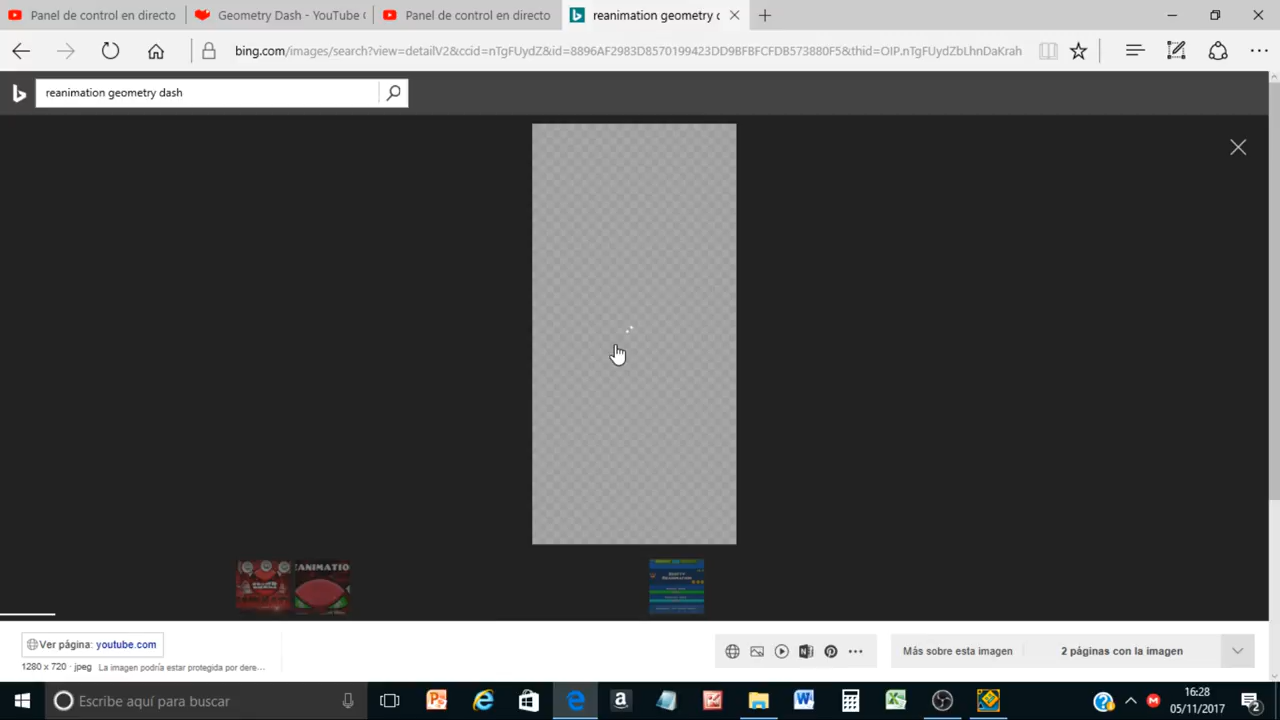 Panel de control en directo
Geometry Dash - YouTube
Panel de control en directo
reanimation geometry
bing.com/images/search?view=detailV2&ccid=nTgFUydZ&id=8896AF2983D8570199423DD9BFBFCFDB573880F5&thid=OIP.nTgFUydZbLhnDaKrah
reanimation geometry dash
Ver página: youtube.com
1280 x 720 · jpeg La imagen podría estar protegida por dere...
Más sobre esta imagen
2 páginas con la imagen
Escribe aquí para buscar
16:28
05/11/2017
2